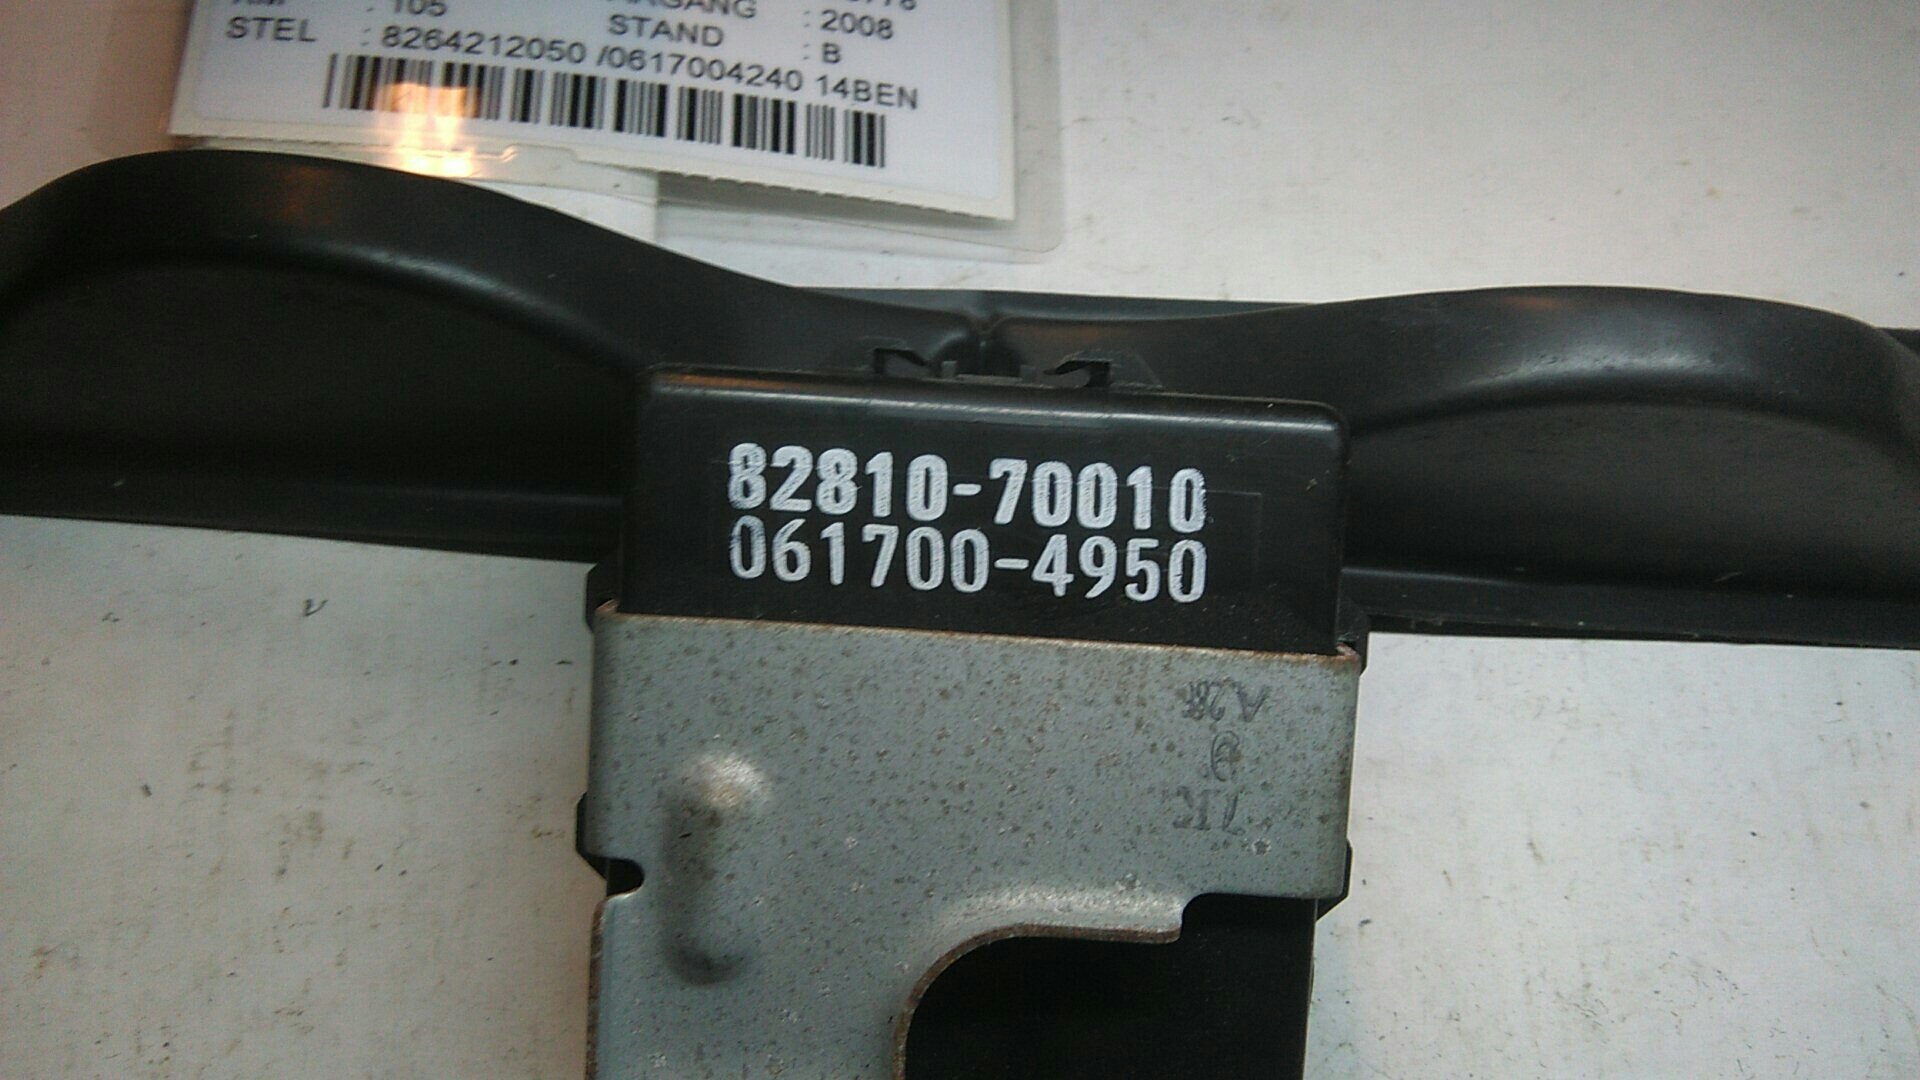 : 105
: 2008
STAND : B
STEL : 8264212050 /0617004240 14BEN
82810-70010
061700-4950